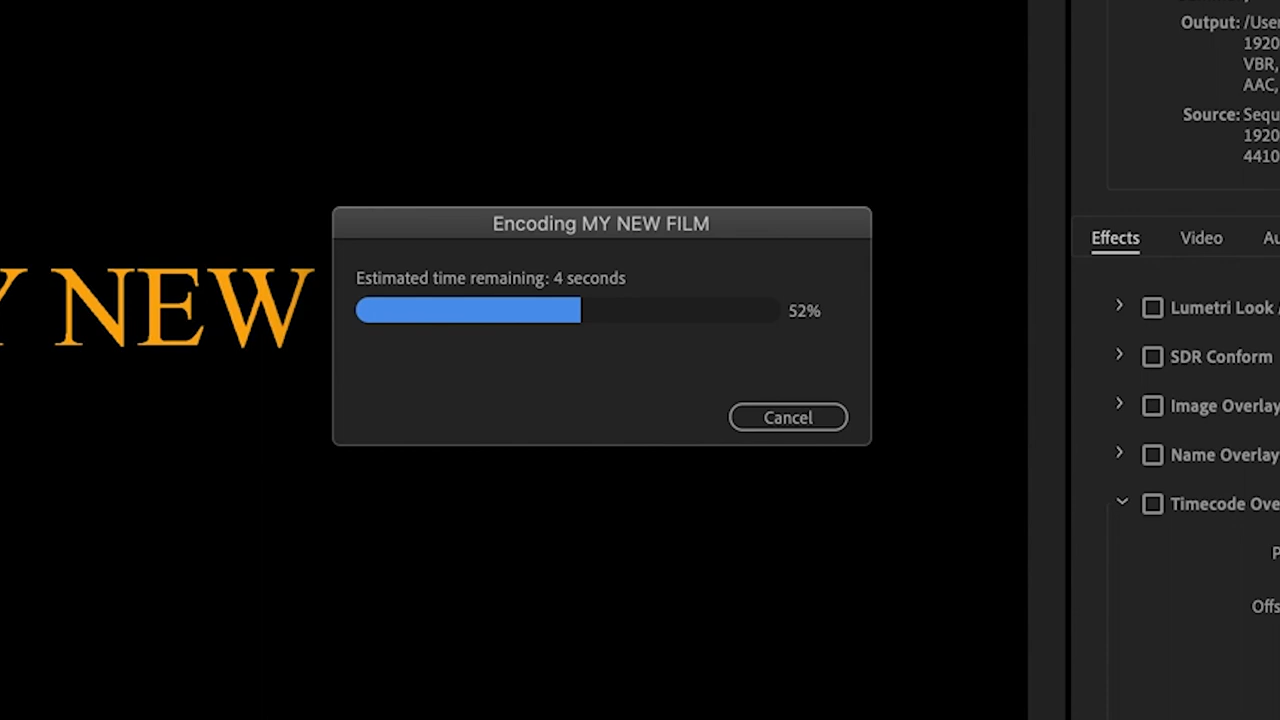 Output: /User
1920
VBR,
AAC,
Source: Sequ
1920
4410
Encoding MY NEW FILM
Estimated time remaining: 4 seconds
52%
Cancel
Y NEW
Effects Video Au
Lumetri Look /
SDR Conform
Image Overlay
Name Overlay
Timecode Ove
P
Offs